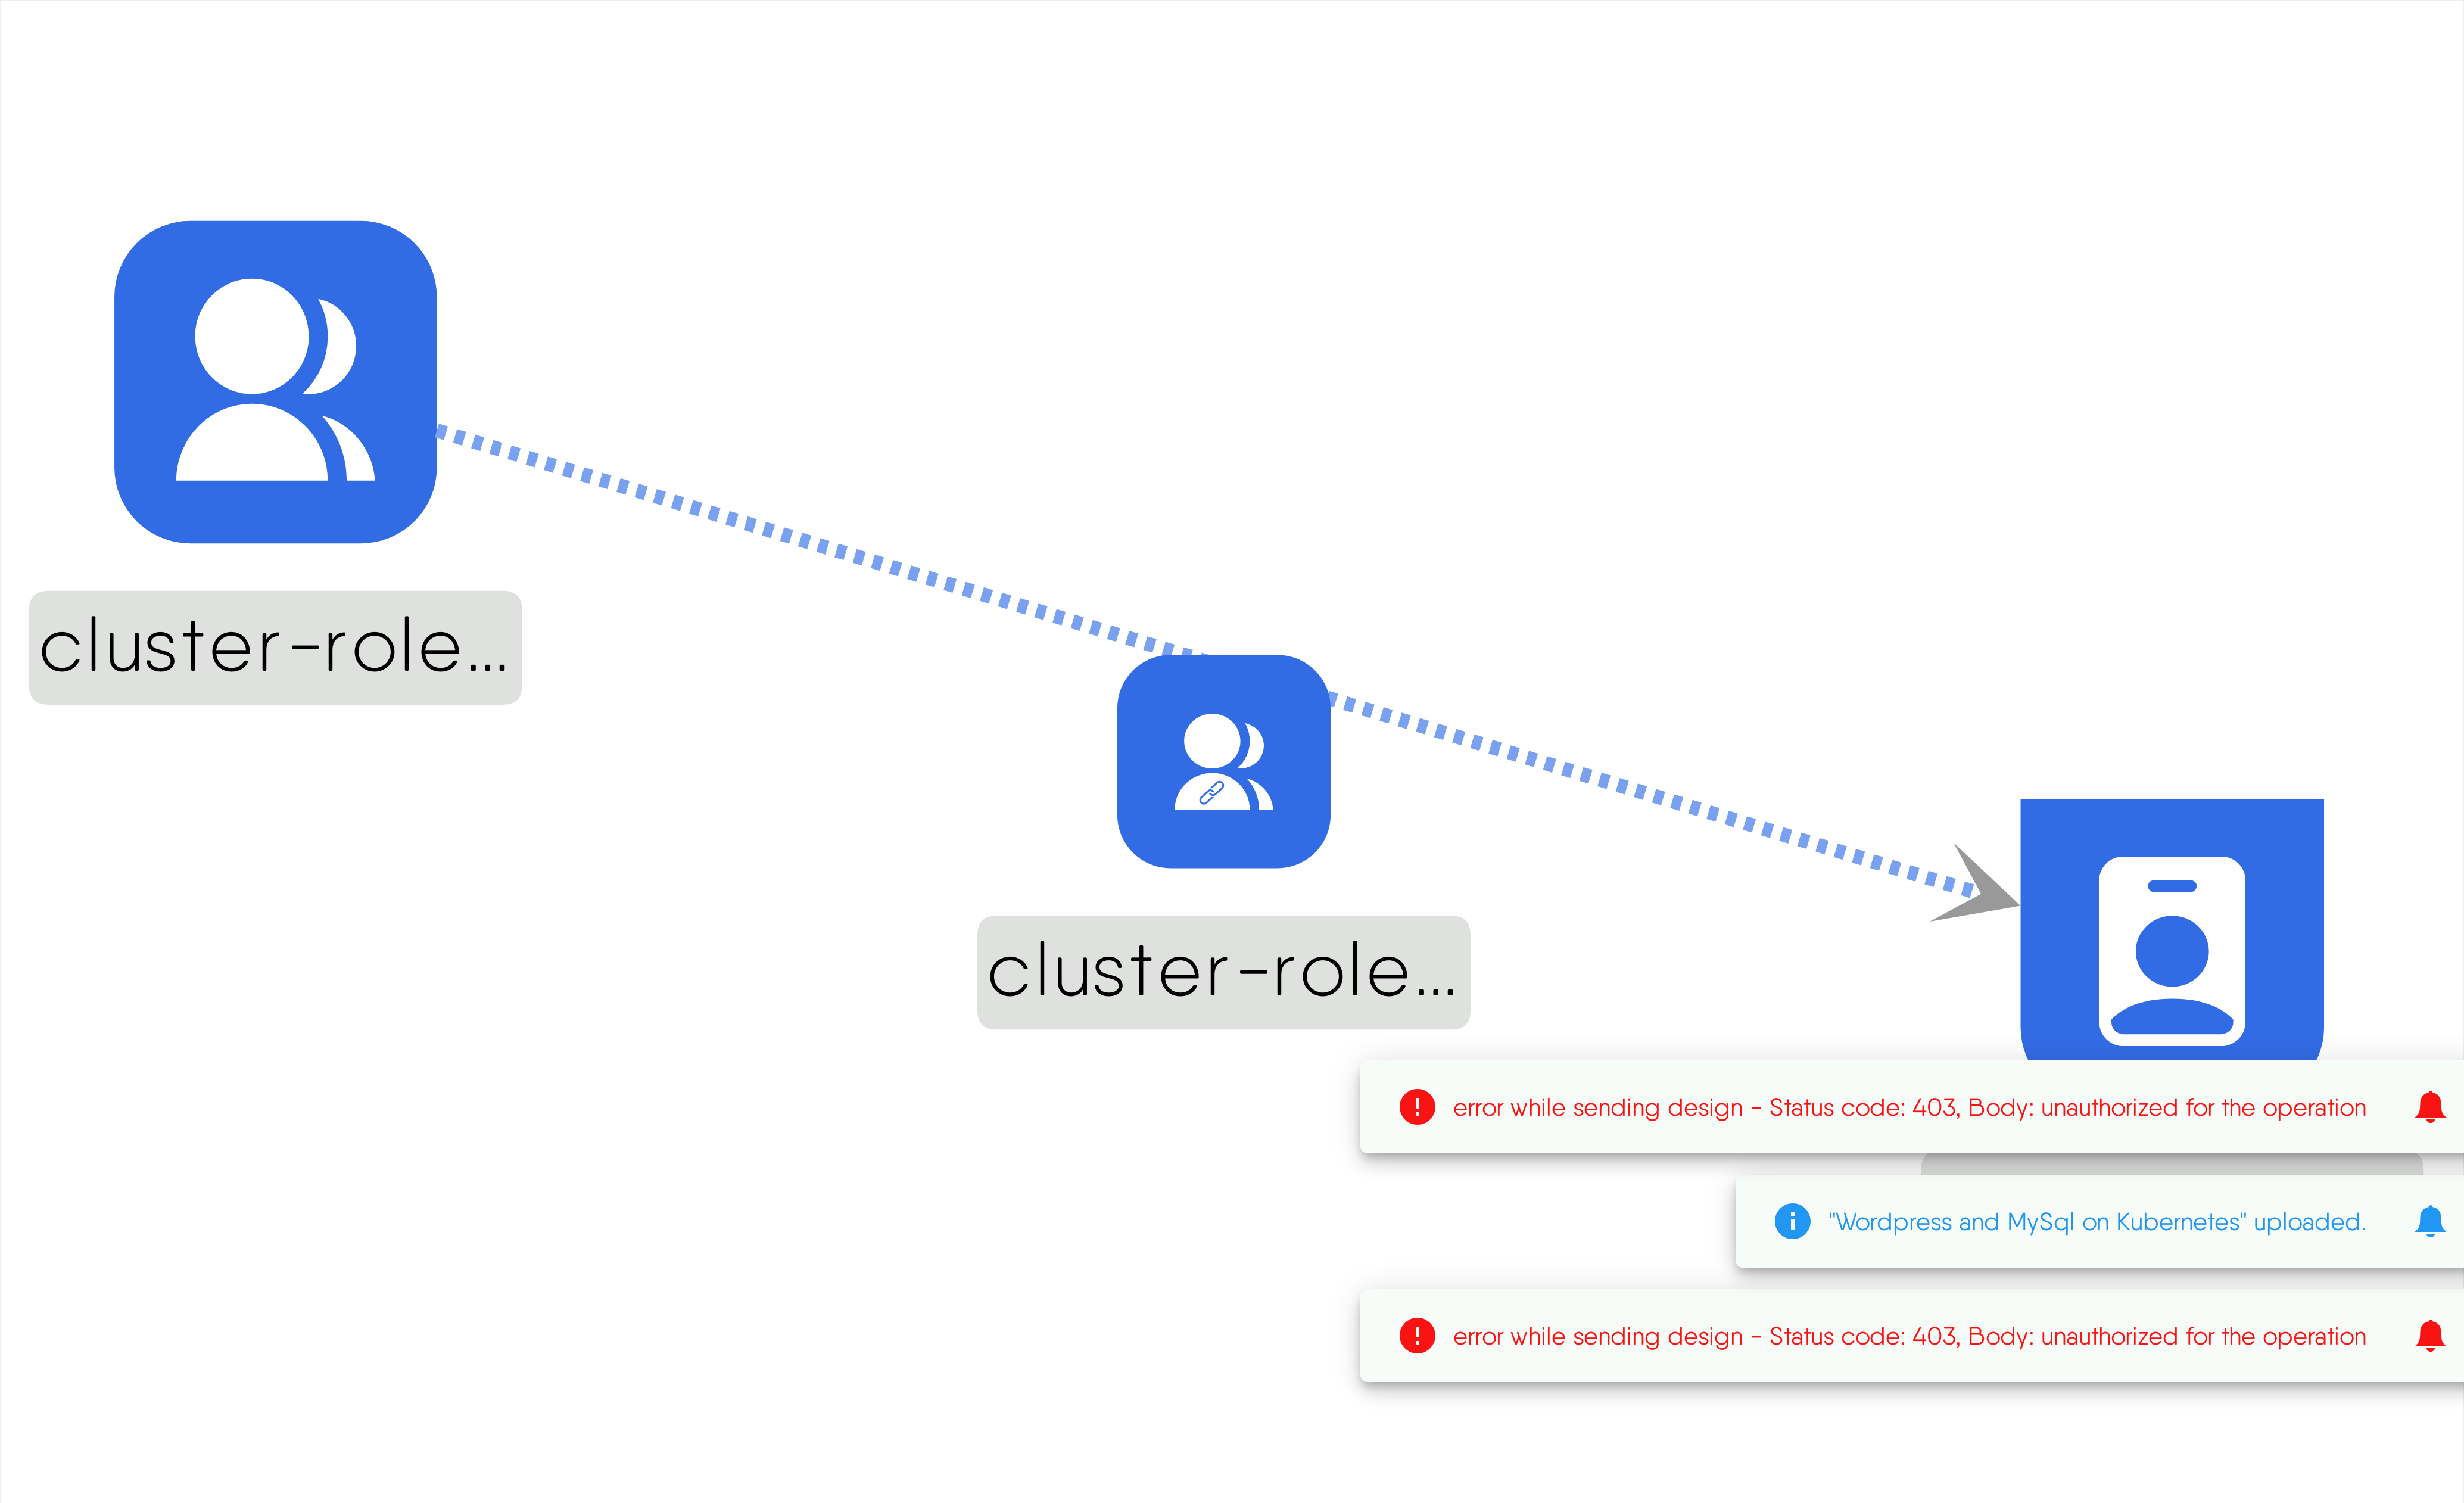 cluster-role...
cluster-role...
error while sending design - Status code: 403, Body: unauthorized for the operation
"Wordpress and MySql on Kubernetes" uploaded.
error while sending design - Status code: 403, Body: unauthorized for the operation